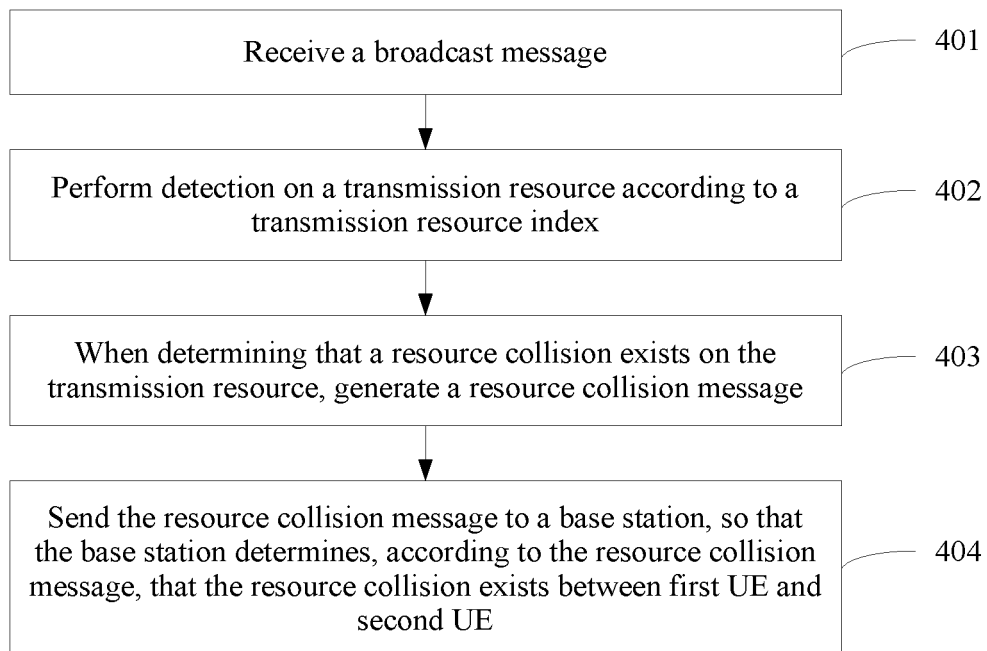 Receive a broadcast message
401
Perform detection on a transmission resource according to a
transmission resource index
402
When determining that a resource collision exists on the
transmission resource, generate a resource collision message
403
Send the resource collision message to a base station, so that
the base station determines, according to the resource collision
message, that the resource collision exists between first UE and
second UE
404